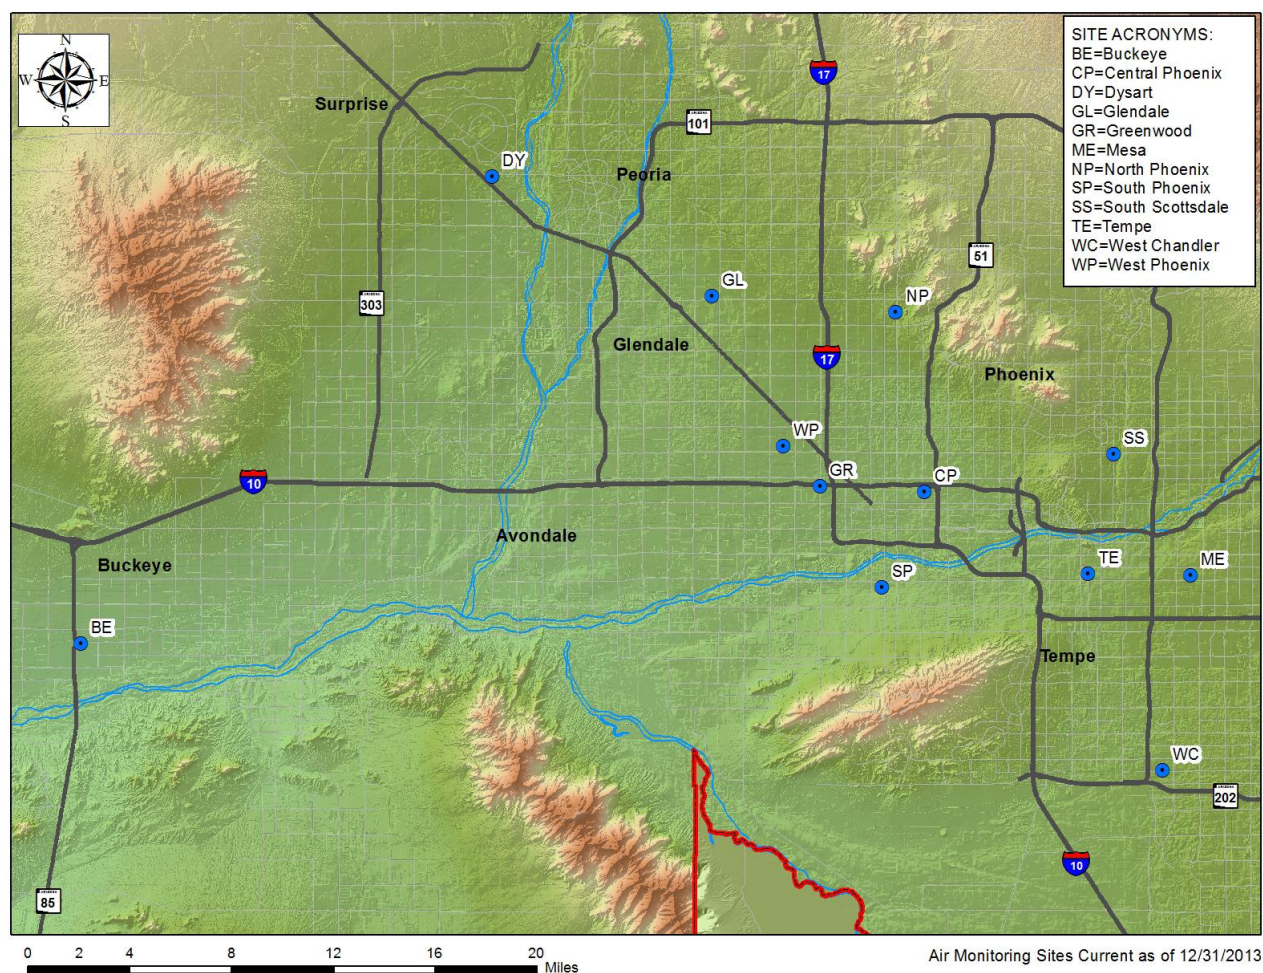 N
W E
S
SITE ACRONYMS:
BE=Buckeye
CP=Central Phoenix
DY=Dysart
GL=Glendale
GR=Greenwood
ME=Mesa
NP=North Phoenix
SP=South Phoenix
SS=South Scottsdale
TE=Tempe
WC=West Chandler
WP=West Phoenix
17
Surprise
101
DY
Peoria
51
GL
NP
303
Glendale
17
Phoenix
WP
SS
GR
CP
10
Avondale
Buckeye
TE
ME
SP
BE
Tempe
WC
202
10
85
0 2 4 8 12 16 20
Miles
Air Monitoring Sites Current as of 12/31/2013